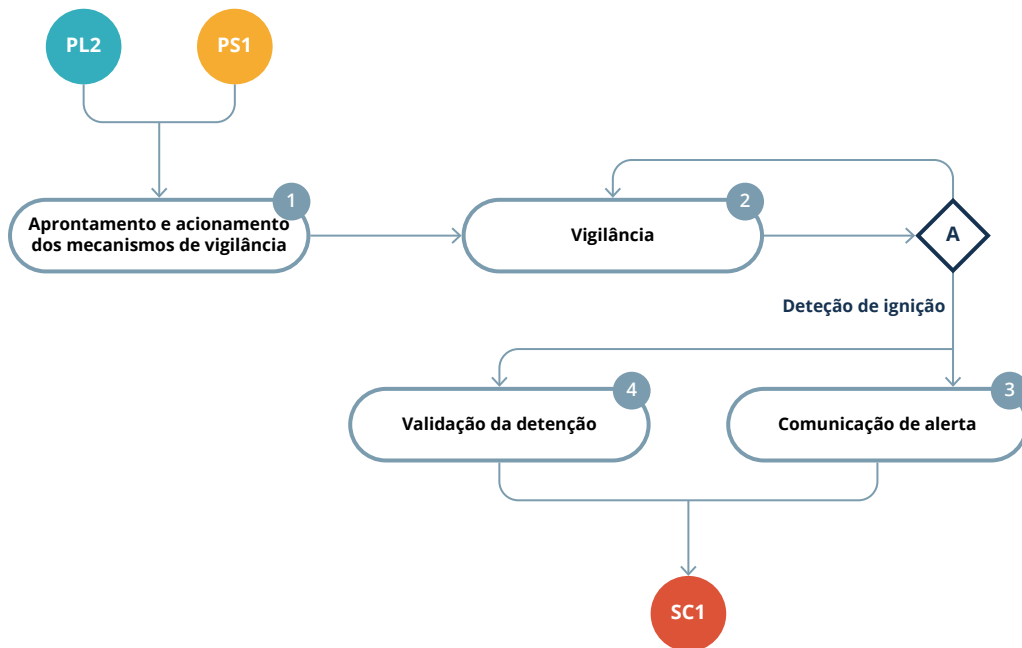 PL2
PS1
1
Aprontamento e acionamento
dos mecanismos de vigilância
2
Vigilância
A
Deteção de ignição
4
Validação da detenção
3
Comunicação de alerta
SC1